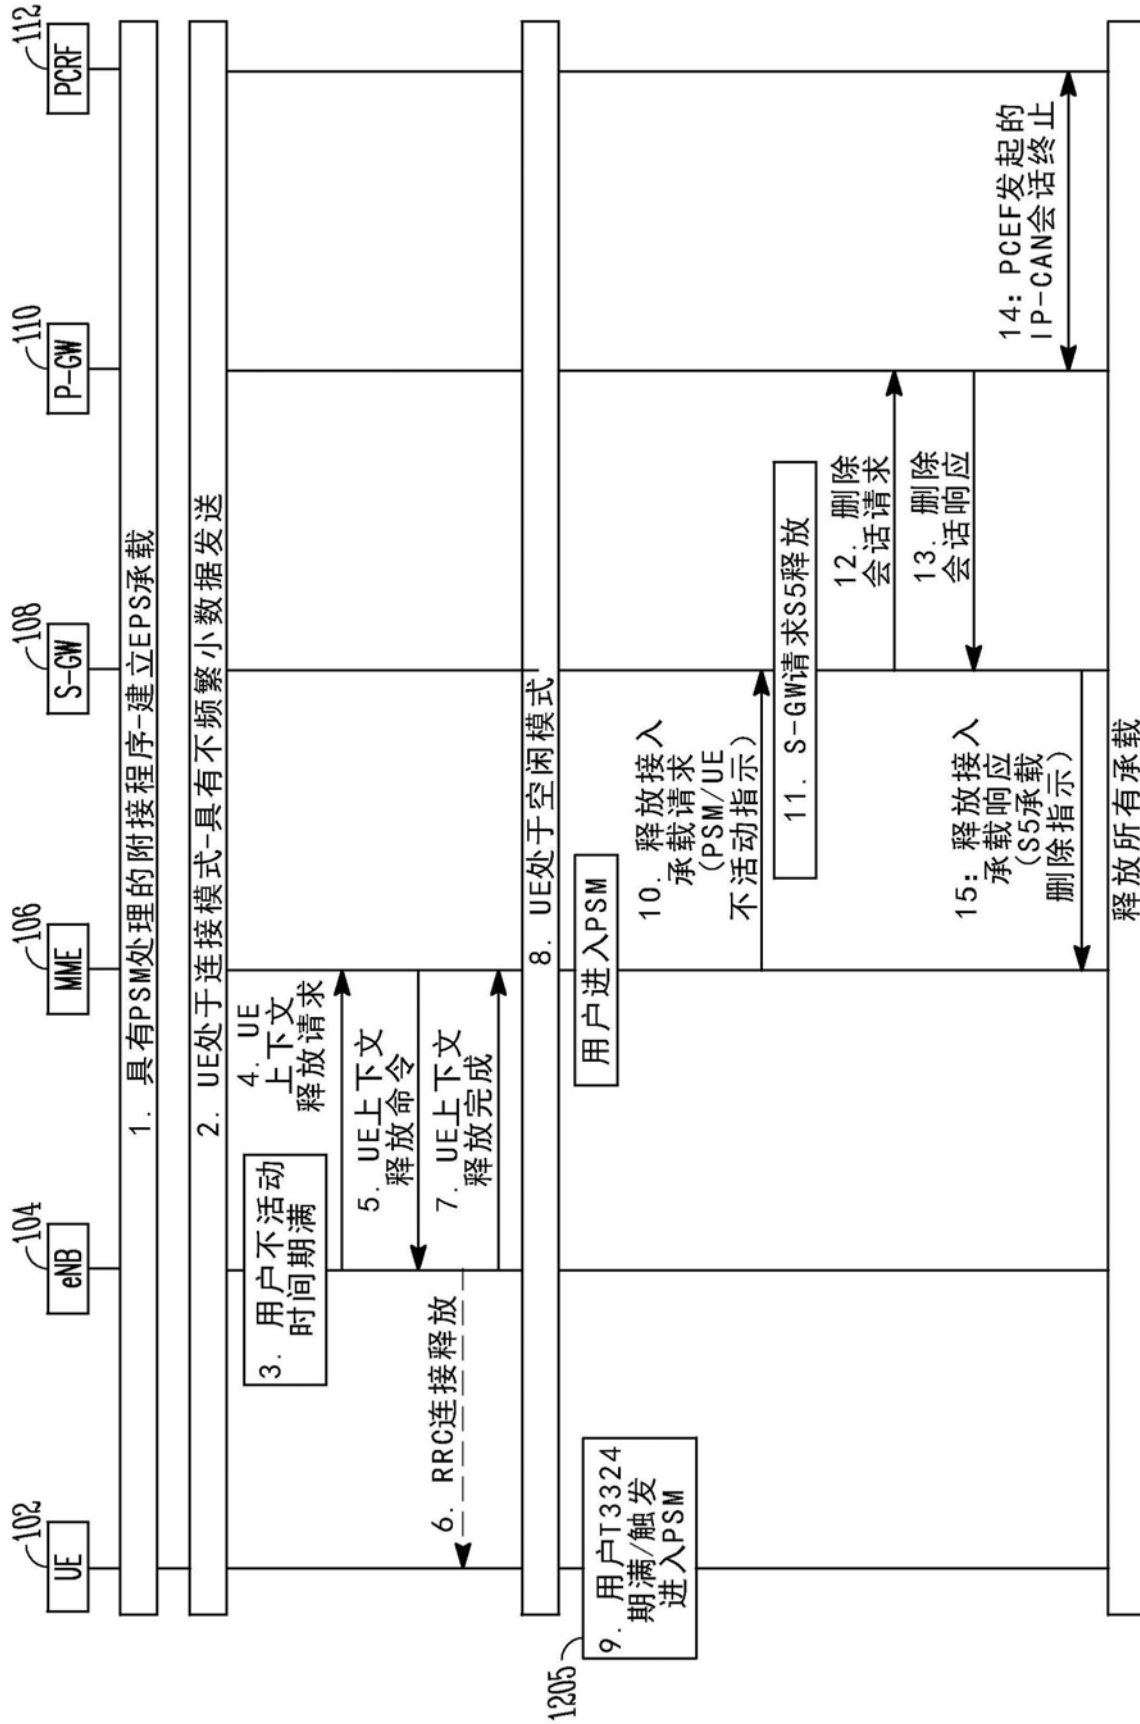 102
UE
104
eNB
106
MME
108
S-GW
110
P-GW
112
PCRF
1. 具有PSM处理的附接程序-建立EPS承载
2. UE处于连接模式-具有不频繁小数据发送
3. 用户不活动
时间期满
4. UE
上下文
释放请求
5. UE上下文
释放命令
6. RRC连接释放
7. UE上下文
释放完成
8. UE处于空闲模式
1205
9. 用户T3324
期满/触发
进入PSM
用户进入PSM
10. 释放接入
承载请求
(PSM/UE
不活动指示)
11. S-GW请求S5释放
12. 删除
会话请求
13. 删除
会话响应
14: PCEF发起的
IP-CAN会话终止
15: 释放接入
承载响应
(S5承载
删除指示)
释放所有承载